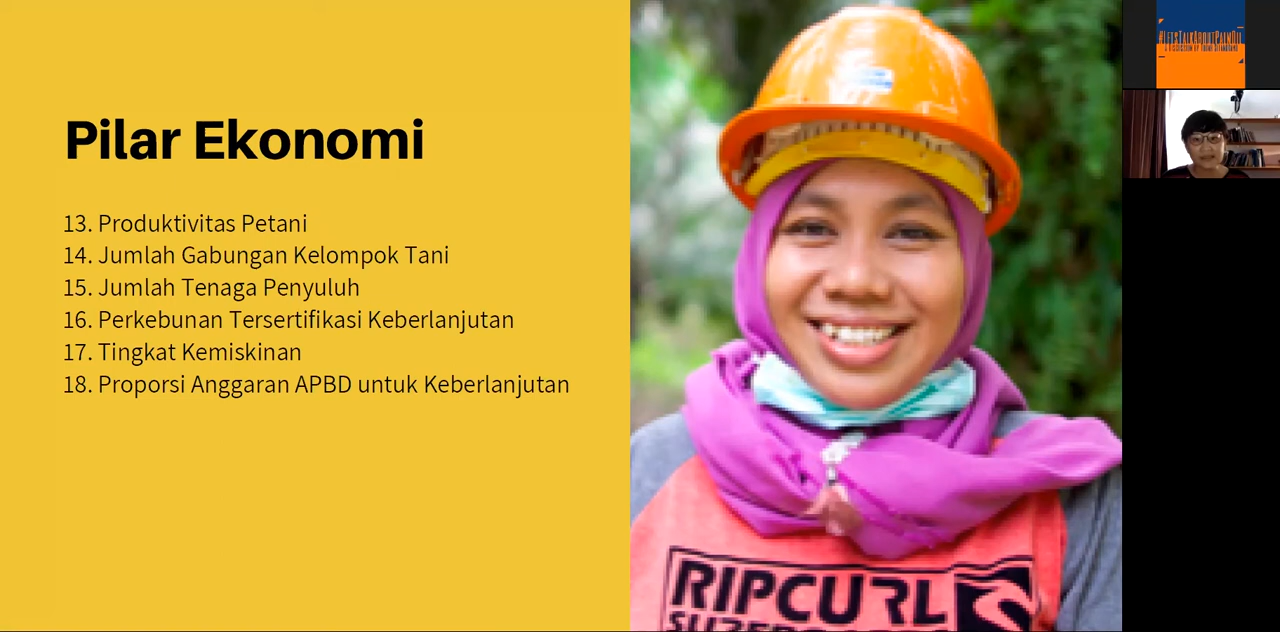 Pilar Ekonomi
13. Produktivitas Petani
14. Jumlah Gabungan Kelompok Tani
15. Jumlah Tenaga Penyuluh
16. Perkebunan Tersertifikasi Keberlanjutan
17. Tingkat Kemiskinan
18. Proporsi Anggaran APBD untuk Keberlanjutan
RIPCURL
#LETSTALKABOUTPALMOIL